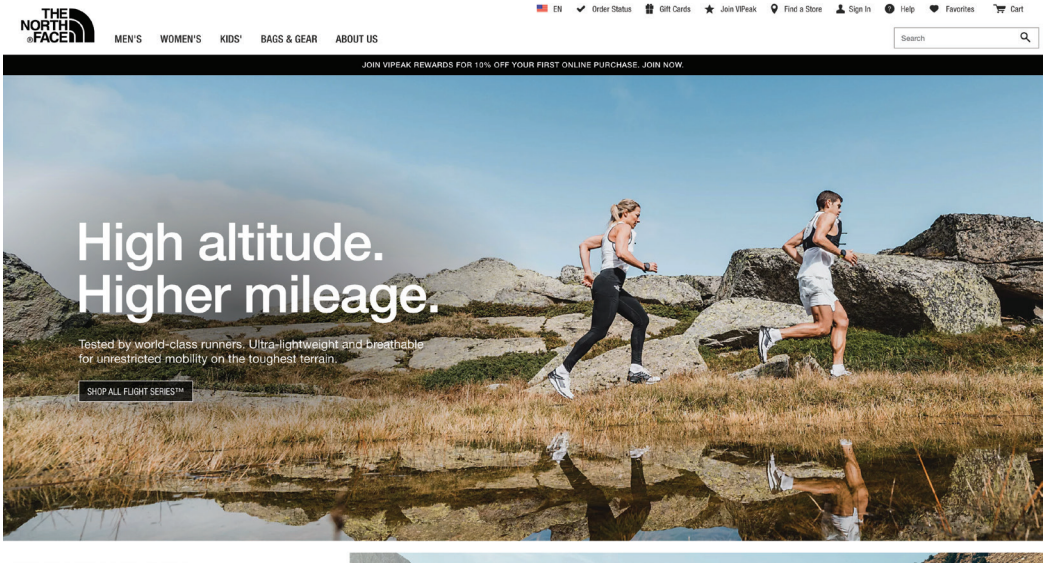 THE
NORTH
FACE
EN Order Status Gift Cards Join VIPeak Find a Store Sign In Help Favorites Cart
MEN'S WOMEN'S KIDS' BAGS & GEAR ABOUT US
Search
JOIN VIPEAK REWARDS FOR 10% OFF YOUR FIRST ONLINE PURCHASE. JOIN NOW.
High altitude.
Higher mileage.
Tested by world-class runners. Ultra-lightweight and breathable
for unrestricted mobility on the toughest terrain.
SHOP ALL FLIGHT SERIES™